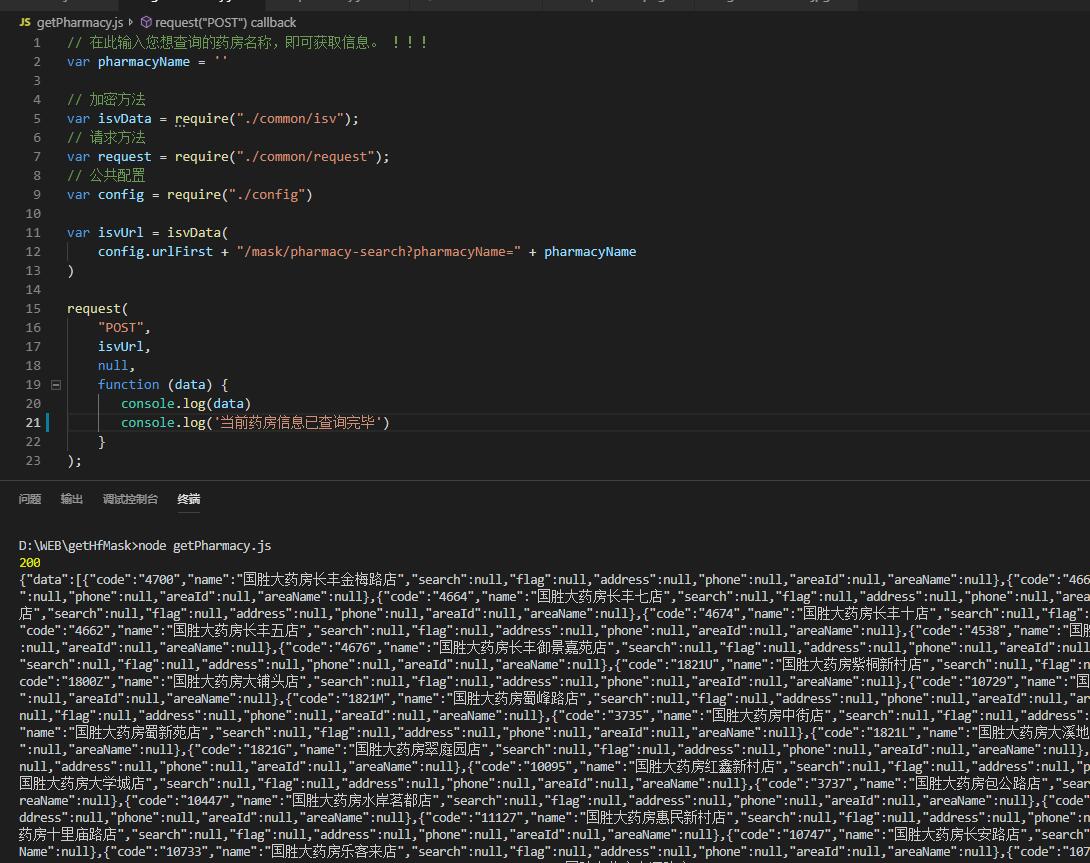 JS getPharmacy.js request("POST") callback
1 // 在此输入您想查询的药房名称，即可获取信息。！！！
2 var pharmacyName = ''
3
4 // 加密方法
5 var isvData = require("./common/isv");
6 // 请求方法
7 var request = require("./common/request");
8 // 公共配置
9 var config = require("./config")
10
11 var isvUrl = isvData(
12 config.urlFirst + "/mask/pharmacy-search?pharmacyName=" + pharmacyName
13 )
14
15 request(
16 "POST",
17 isvUrl,
18 null,
19 function (data) {
20 console.log(data)
21 console.log('当前药房信息已查询完毕')
22 }
23 );
问题 输出 调试控制台 终端
D:\WEB\getHfMask>node getPharmacy.js
200
{"data":[{"code":"4700","name":"国胜大药房长丰金梅路店","search":null,"flag":null,"address":null,"phone":null,"areaId":null,"areaName":null},{"code":"466
":null,"phone":null,"areaId":null,"areaName":null},{"code":"4664","name":"国胜大药房长丰七店","search":null,"flag":null,"address":null,"phone":null,"area
店","search":null,"flag":null,"address":null,"phone":null,"areaId":null,"areaName":null},{"code":"4674","name":"国胜大药房长丰十店","search":null,"flag":n
"code":"4662","name":"国胜大药房长丰五店","search":null,"flag":null,"address":null,"phone":null,"areaId":null,"areaName":null},{"code":"4538","name":"国胜
:null,"areaId":null,"areaName":null},{"code":"4676","name":"国胜大药房长丰御景嘉苑店","search":null,"flag":null,"address":null,"phone":null,"areaId":null
"search":null,"flag":null,"address":null,"phone":null,"areaId":null,"areaName":null},{"code":"1821U","name":"国胜大药房紫桐新村店","search":null,"flag":n
code":"1800Z","name":"国胜大药房大铺头店","search":null,"flag":null,"address":null,"phone":null,"areaId":null,"areaName":null},{"code":"10729","name":"国
":null,"areaId":null,"areaName":null},{"code":"1821M","name":"国胜大药房蜀峰路店","search":null,"flag":null,"address":null,"phone":null,"areaId":null,"ar
null,"flag":null,"address":null,"phone":null,"areaId":null,"areaName":null},{"code":"3735","name":"国胜大药房中街店","search":null,"flag":null,"address":
"name":"国胜大药房蜀新苑店","search":null,"flag":null,"address":null,"phone":null,"areaId":null,"areaName":null},{"code":"1821L","name":"国胜大药房大溪地
":null,"areaName":null},{"code":"1821G","name":"国胜大药房翠庭园店","search":null,"flag":null,"address":null,"phone":null,"areaId":null,"areaName":null},
null,"address":null,"phone":null,"areaId":null,"areaName":null},{"code":"10095","name":"国胜大药房红鑫新村店","search":null,"flag":null,"address":null,"p
国胜大药房大学城店","search":null,"flag":null,"address":null,"phone":null,"areaId":null,"areaName":null},{"code":"3737","name":"国胜大药房包公路店","sear
reaName":null},{"code":"10447","name":"国胜大药房水岸茗都店","search":null,"flag":null,"address":null,"phone":null,"areaId":null,"areaName":null},{"code"
ddress":null,"phone":null,"areaId":null,"areaName":null},{"code":"11127","name":"国胜大药房惠民新村店","search":null,"flag":null,"address":null,"phone":n
药房十里庙路店","search":null,"flag":null,"address":null,"phone":null,"areaId":null,"areaName":null},{"code":"10747","name":"国胜大药房长安路店","search"
Name":null},{"code":"10733","name":"国胜大药房乐客来店","search":null,"flag":null,"address":null,"phone":null,"areaId":null,"areaName":null},{"code":"107